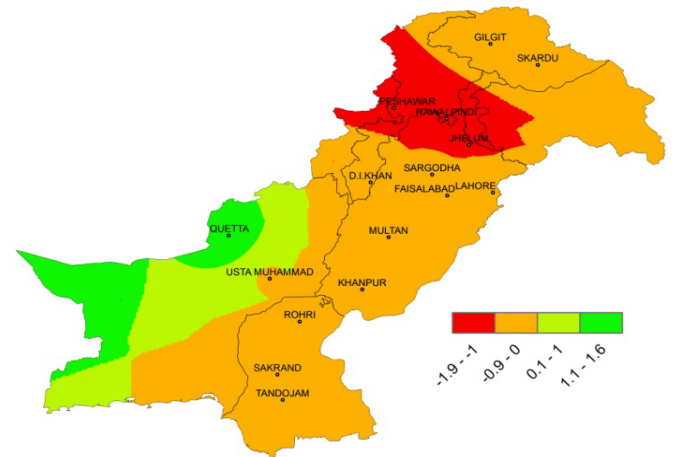 GILGIT
SKARDU
PESHAWAR
RAWALPINDI
JHELUM
SARGODHA
D.I.KHAN
FAISALABAD
LAHORE
QUETTA
MULTAN
USTA MUHAMMAD
KHANPUR
ROHRI
SAKRAND
TANDOJAM
-1.9 - -1
-0.9 - 0
0.1 - 1
1.1 - 1.6